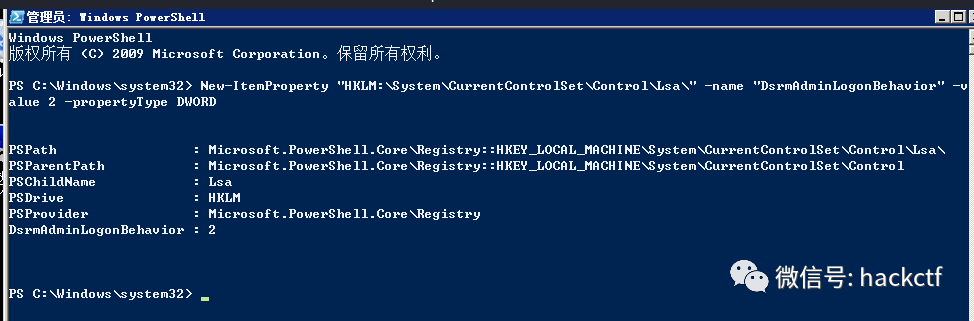 管理员: Windows PowerShell
Windows PowerShell
版权所有 (C) 2009 Microsoft Corporation。保留所有权利。
PS C:\Windows\system32> New-ItemProperty "HKLM:\System\CurrentControlSet\Control\Lsa\" -name "DsrmAdminLogonBehavior" -v
alue 2 -propertyType DWORD
PSPath : Microsoft.PowerShell.Core\Registry::HKEY_LOCAL_MACHINE\System\CurrentControlSet\Control\Lsa\
PSParentPath : Microsoft.PowerShell.Core\Registry::HKEY_LOCAL_MACHINE\System\CurrentControlSet\Control
PSChildName : Lsa
PSDrive : HKLM
PSProvider : Microsoft.PowerShell.Core\Registry
DsrmAdminLogonBehavior : 2
微信号: hackctf
PS C:\Windows\system32>